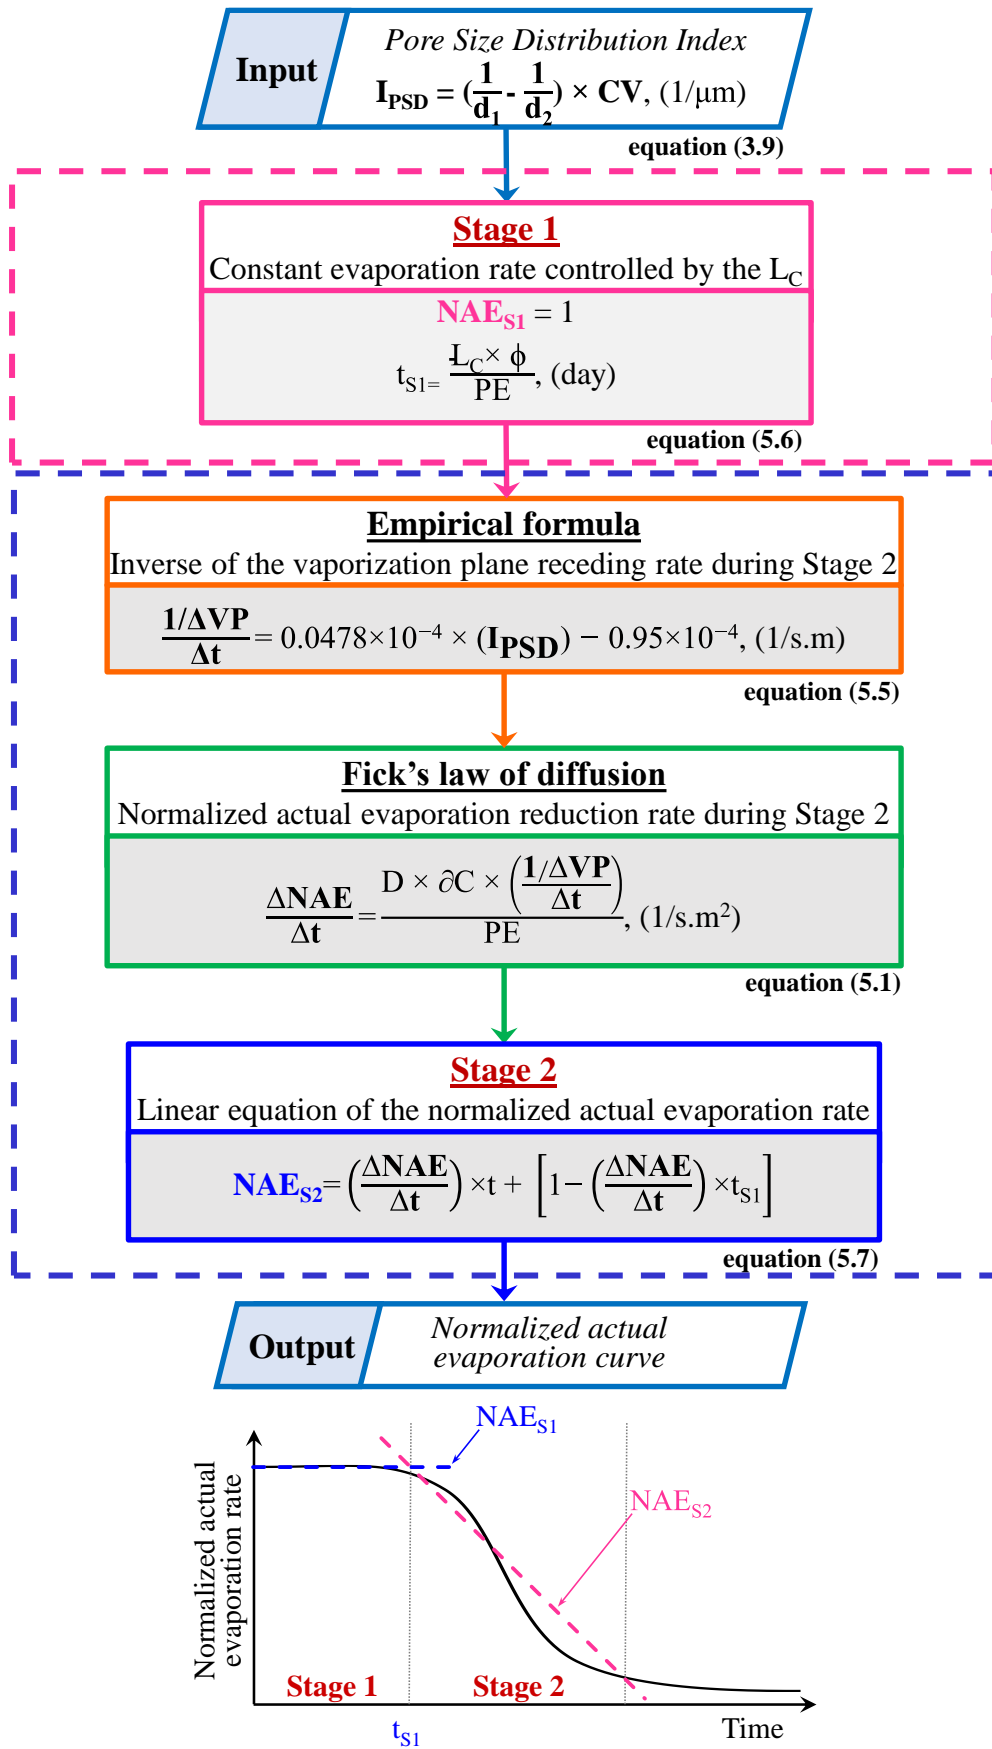 Input
Pore Size Distribution Index
I_PSD = (1/d_1 - 1/d_2) × CV, (1/μm)
equation (3.9)
Stage 1
Constant evaporation rate controlled by the L_C
NAE_S1 = 1
t_S1= L_C × ϕ / PE, (day)
equation (5.6)
Empirical formula
Inverse of the vaporization plane receding rate during Stage 2
1/ΔVP / Δt = 0.0478×10⁻⁴ × (I_PSD) − 0.95×10⁻⁴, (1/s.m)
equation (5.5)
Fick’s law of diffusion
Normalized actual evaporation reduction rate during Stage 2
ΔNAE / Δt = D × ∂C × (1/ΔVP / Δt) / PE, (1/s.m²)
equation (5.1)
Stage 2
Linear equation of the normalized actual evaporation rate
NAE_S2= (ΔNAE / Δt) ×t + [1− (ΔNAE / Δt) ×t_S1]
equation (5.7)
Output
Normalized actual
evaporation curve
NAE_S1
NAE_S2
Normalized actual
evaporation rate
Stage 1
Stage 2
t_S1
Time